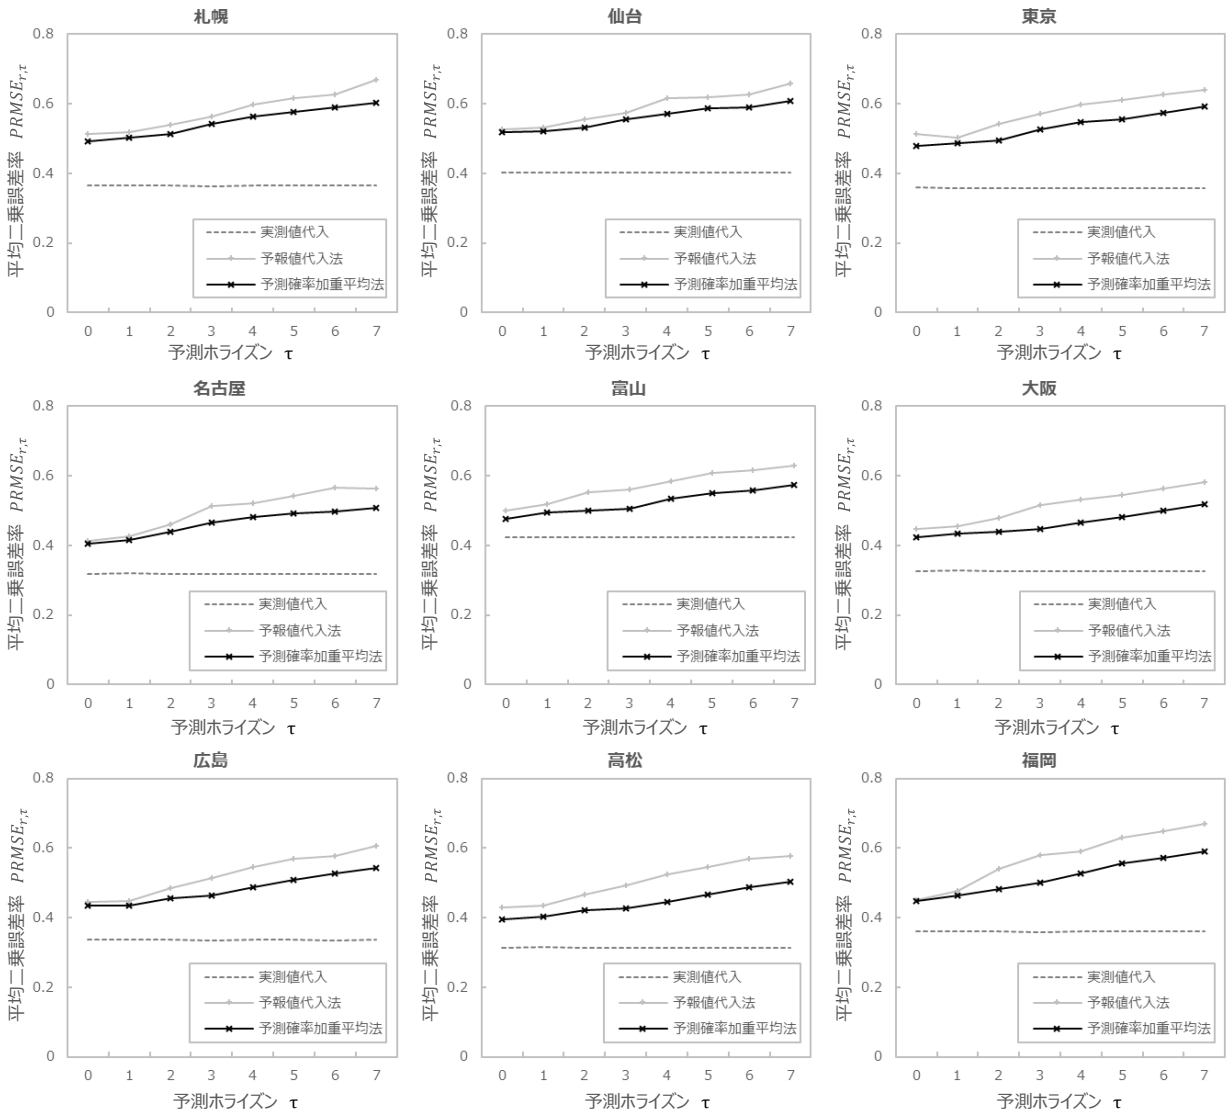 札幌
平均二乗誤差率 PRMSE_{r,τ}
0.8
0.6
0.4
0.2
0
実測値代入
予報値代入法
予測確率加重平均法
0 1 2 3 4 5 6 7
予測ホライズン τ
仙台
平均二乗誤差率 PRMSE_{r,τ}
0.8
0.6
0.4
0.2
0
実測値代入
予報値代入法
予測確率加重平均法
0 1 2 3 4 5 6 7
予測ホライズン τ
東京
平均二乗誤差率 PRMSE_{r,τ}
0.8
0.6
0.4
0.2
0
実測値代入
予報値代入法
予測確率加重平均法
0 1 2 3 4 5 6 7
予測ホライズン τ
名古屋
平均二乗誤差率 PRMSE_{r,τ}
0.8
0.6
0.4
0.2
0
実測値代入
予報値代入法
予測確率加重平均法
0 1 2 3 4 5 6 7
予測ホライズン τ
富山
平均二乗誤差率 PRMSE_{r,τ}
0.8
0.6
0.4
0.2
0
実測値代入
予報値代入法
予測確率加重平均法
0 1 2 3 4 5 6 7
予測ホライズン τ
大阪
平均二乗誤差率 PRMSE_{r,τ}
0.8
0.6
0.4
0.2
0
実測値代入
予報値代入法
予測確率加重平均法
0 1 2 3 4 5 6 7
予測ホライズン τ
広島
平均二乗誤差率 PRMSE_{r,τ}
0.8
0.6
0.4
0.2
0
実測値代入
予報値代入法
予測確率加重平均法
0 1 2 3 4 5 6 7
予測ホライズン τ
高松
平均二乗誤差率 PRMSE_{r,τ}
0.8
0.6
0.4
0.2
0
実測値代入
予報値代入法
予測確率加重平均法
0 1 2 3 4 5 6 7
予測ホライズン τ
福岡
平均二乗誤差率 PRMSE_{r,τ}
0.8
0.6
0.4
0.2
0
実測値代入
予報値代入法
予測確率加重平均法
0 1 2 3 4 5 6 7
予測ホライズン τ